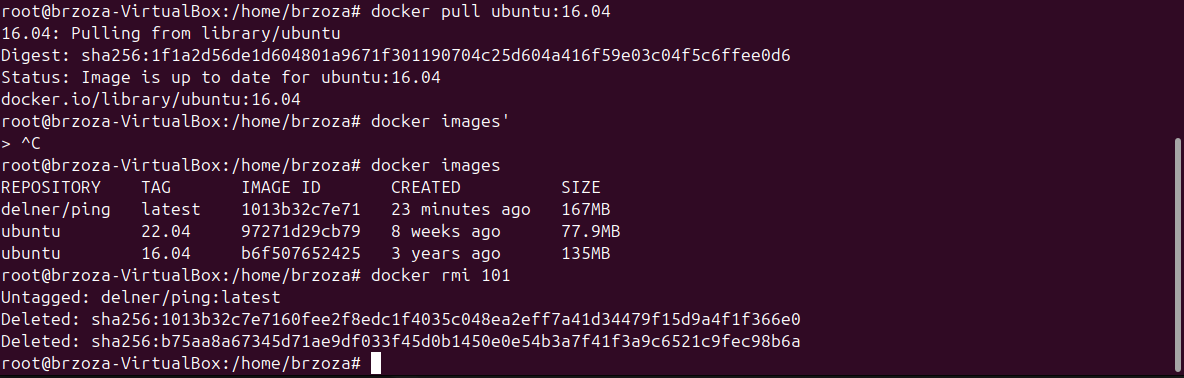 root@brzoza-VirtualBox:/home/brzoza# docker pull ubuntu:16.04
16.04: Pulling from library/ubuntu
Digest: sha256:1f1a2d56de1d604801a9671f301190704c25d604a416f59e03c04f5c6ffee0d6
Status: Image is up to date for ubuntu:16.04
docker.io/library/ubuntu:16.04
root@brzoza-VirtualBox:/home/brzoza# docker images'
> ^C
root@brzoza-VirtualBox:/home/brzoza# docker images
REPOSITORY    TAG       IMAGE ID       CREATED          SIZE
delner/ping   latest    1013b32c7e71   23 minutes ago   167MB
ubuntu        22.04     97271d29cb79   8 weeks ago      77.9MB
ubuntu        16.04     b6f507652425   3 years ago      135MB
root@brzoza-VirtualBox:/home/brzoza# docker rmi 101
Untagged: delner/ping:latest
Deleted: sha256:1013b32c7e7160fee2f8edc1f4035c048ea2eff7a41d34479f15d9a4f1f366e0
Deleted: sha256:b75aa8a67345d71ae9df033f45d0b1450e0e54b3a7f41f3a9c6521c9fec98b6a
root@brzoza-VirtualBox:/home/brzoza#